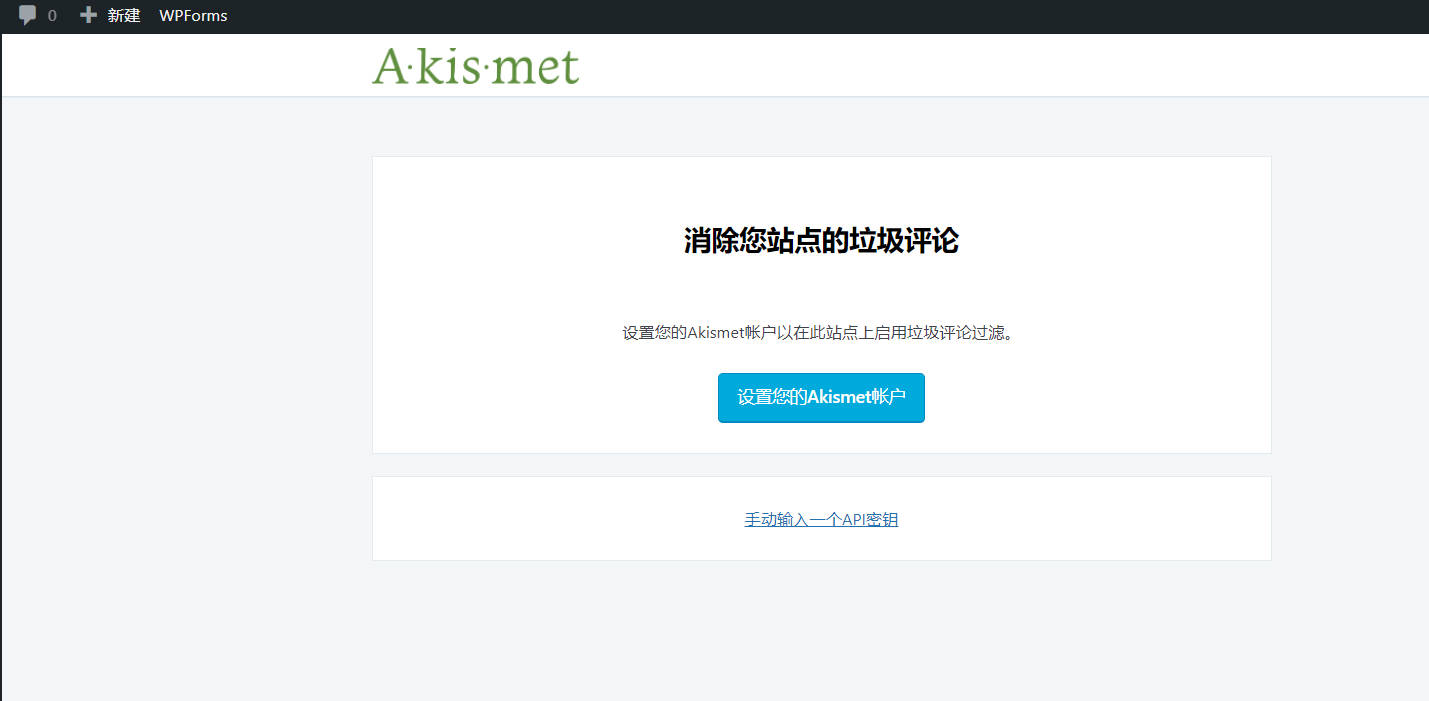 0 新建 WPForms
A·kis·met
消除您站点的垃圾评论
设置您的Akismet帐户以在此站点上启用垃圾评论过滤。
设置您的Akismet帐户
手动输入一个API密钥